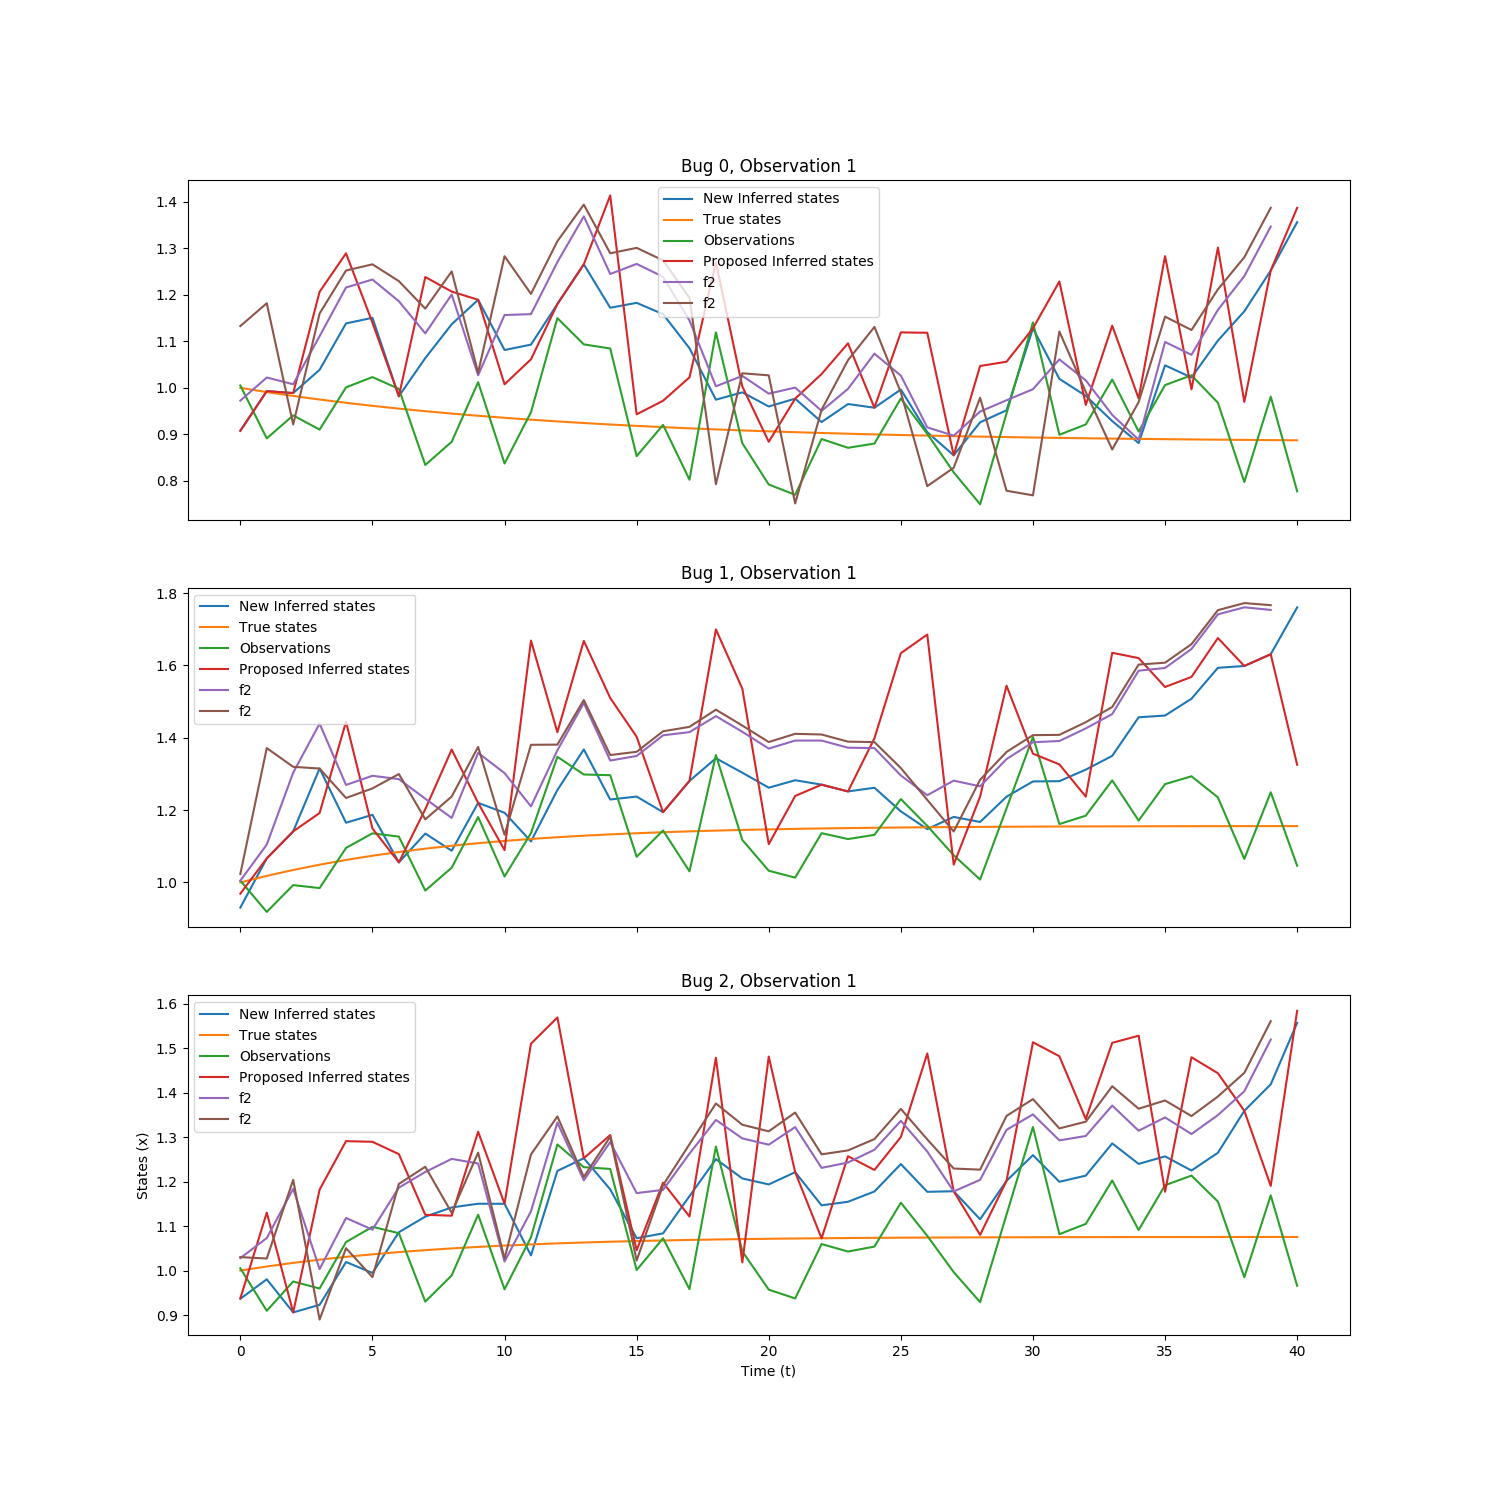 Bug 0, Observation 1
1.4
1.3
1.2
1.1
1.0
0.9
0.8
New Inferred states
True states
Observations
Proposed Inferred states
f2
f2
Bug 1, Observation 1
1.8
1.6
1.4
1.2
1.0
New Inferred states
True states
Observations
Proposed Inferred states
f2
f2
Bug 2, Observation 1
1.6
1.5
1.4
1.3
1.2
1.1
1.0
0.9
States (x)
New Inferred states
True states
Observations
Proposed Inferred states
f2
f2
0 5 10 15 20 25 30 35 40
Time (t)